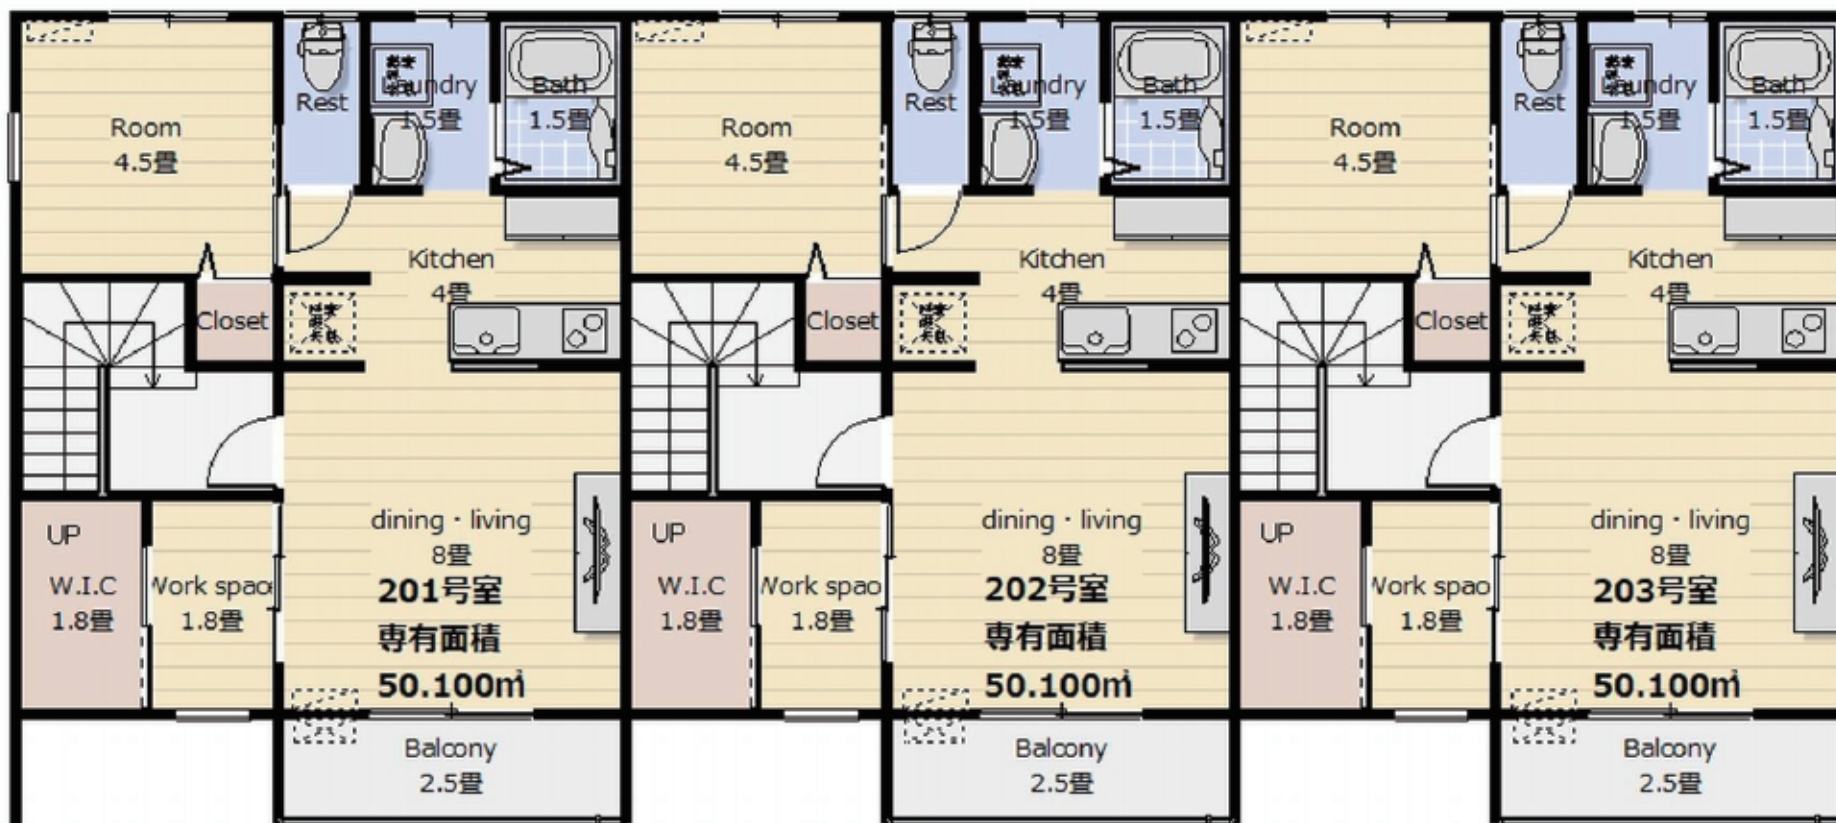 Room
4.5畳
Rest
Laundry
1.5畳
Bath
1.5畳
Kitchen
4畳
Closet
UP
W.I.C
1.8畳
Work spac
1.8畳
dining・living
8畳
201号室
専有面積
50.100㎡
Balcony
2.5畳
Room
4.5畳
Rest
Laundry
1.5畳
Bath
1.5畳
Kitchen
4畳
Closet
UP
W.I.C
1.8畳
Work spac
1.8畳
dining・living
8畳
202号室
専有面積
50.100㎡
Balcony
2.5畳
Room
4.5畳
Rest
Laundry
1.5畳
Bath
1.5畳
Kitchen
4畳
Closet
UP
W.I.C
1.8畳
Work spac
1.8畳
dining・living
8畳
203号室
専有面積
50.100㎡
Balcony
2.5畳